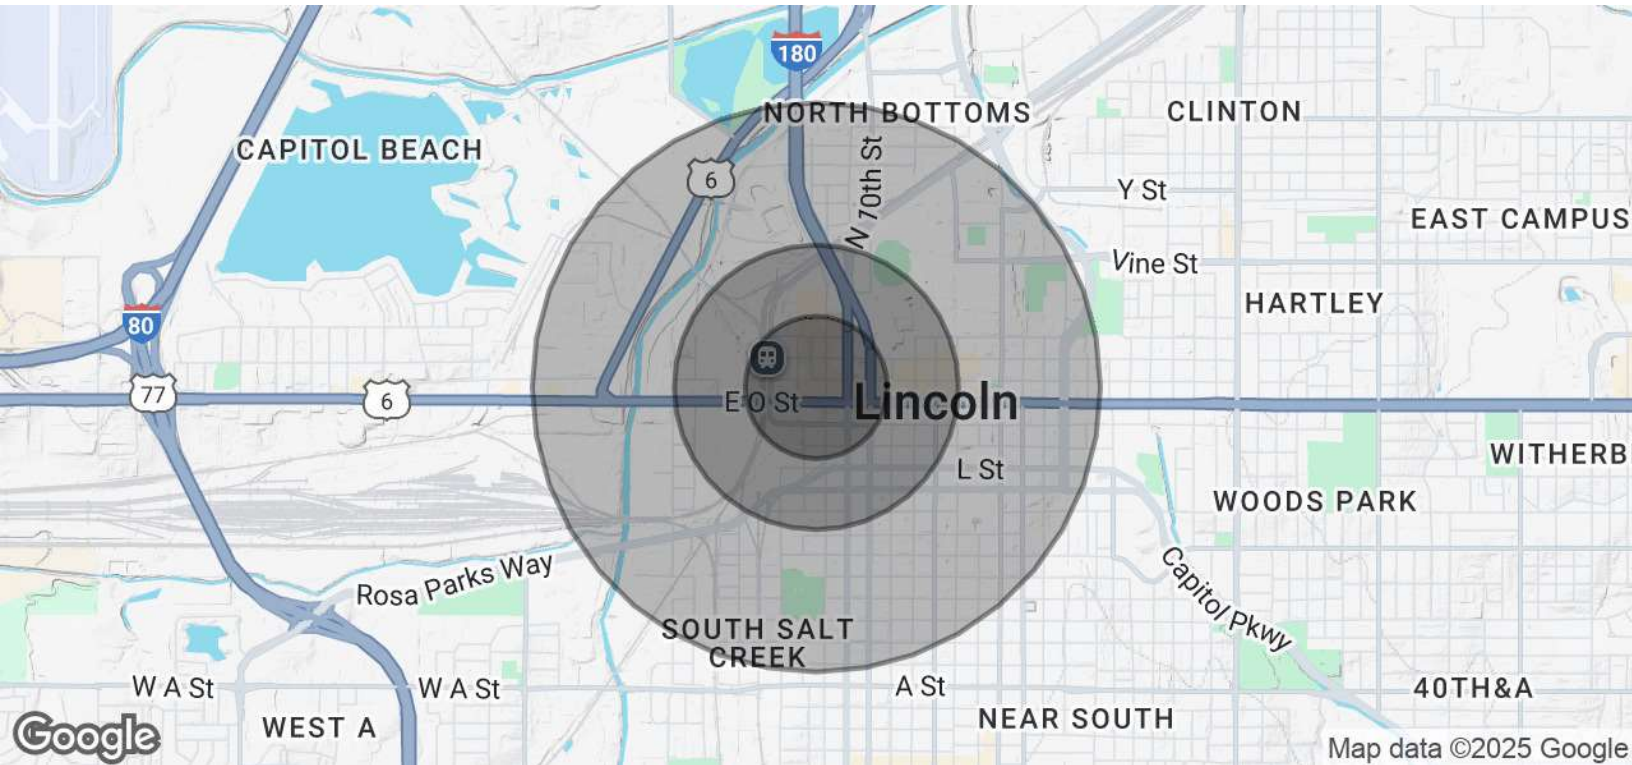 180
NORTH BOTTOMS
CLINTON
CAPITOL BEACH
N 70th St
6
Y St
EAST CAMPUS
Vine St
HARTLEY
80
77
6
E O St
Lincoln
L St
WITHERB
WOODS PARK
Rosa Parks Way
Capitol Pkwy
SOUTH SALT
CREEK
W A St
W A St
A St
40TH&A
WEST A
NEAR SOUTH
Google
Map data ©2025 Google